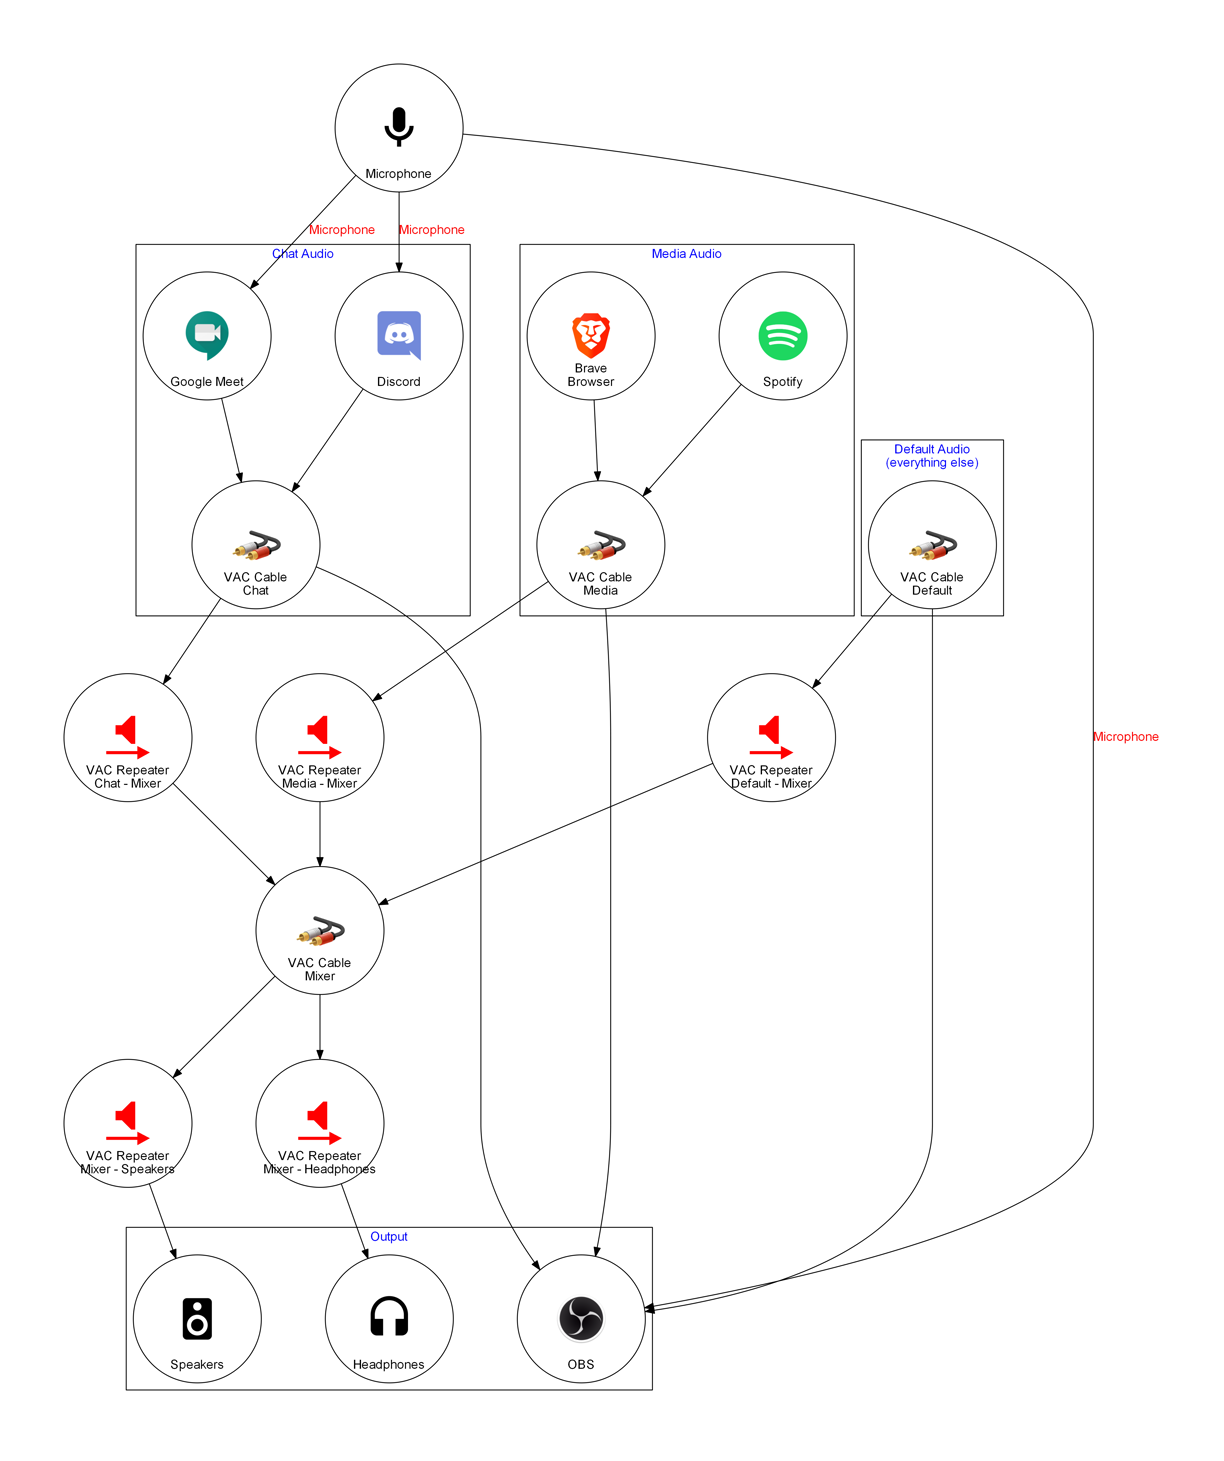 Microphone
Microphone
Microphone
Chat Audio
Media Audio
Google Meet
Discord
Brave
Browser
Spotify
Default Audio
(everything else)
VAC Cable
Chat
VAC Cable
Media
VAC Cable
Default
Microphone
VAC Repeater
Chat - Mixer
VAC Repeater
Media - Mixer
VAC Repeater
Default - Mixer
VAC Cable
Mixer
VAC Repeater
Mixer - Speakers
VAC Repeater
Mixer - Headphones
Output
Speakers
Headphones
OBS